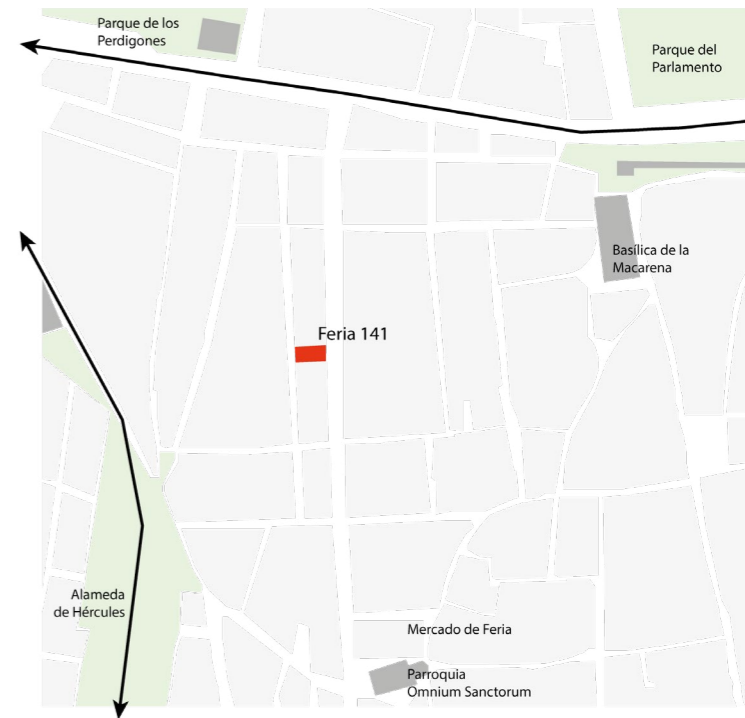 Parque de los
Perdigones
Parque del
Parlamento
Basílica de la
Macarena
Feria 141
Alameda
de Hércules
Mercado de Feria
Parroquia
Omnium Sanctorum